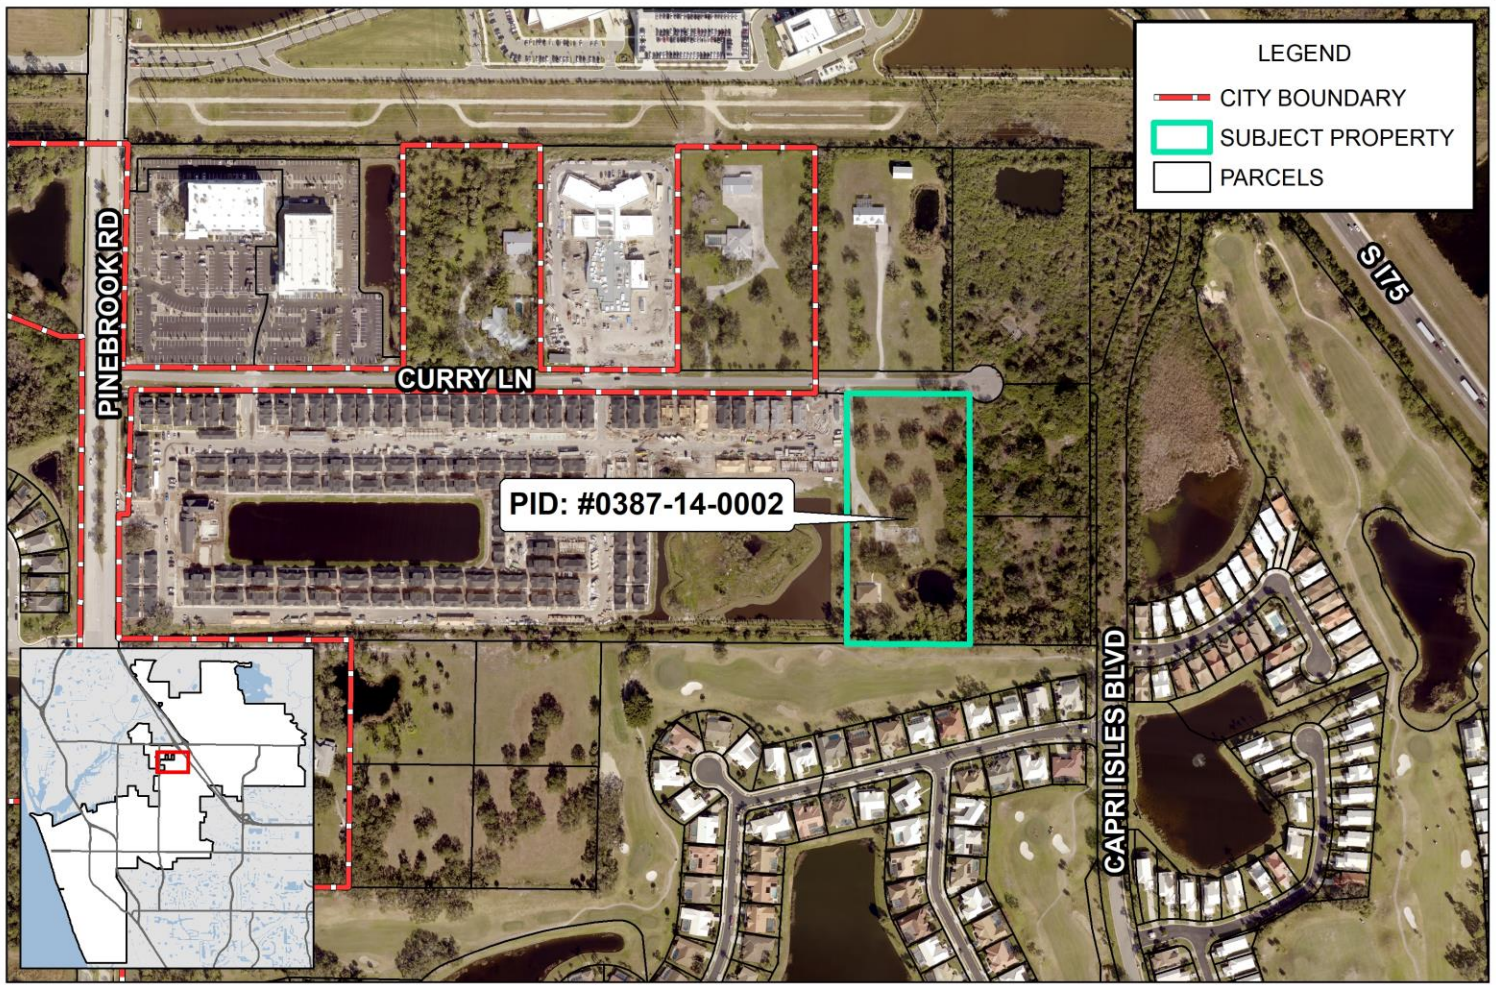 LEGEND
CITY BOUNDARY
SUBJECT PROPERTY
PARCELS
S I75
PINEBROOK RD
CURRY LN
PID: #0387-14-0002
CAPRI ISLES BLVD